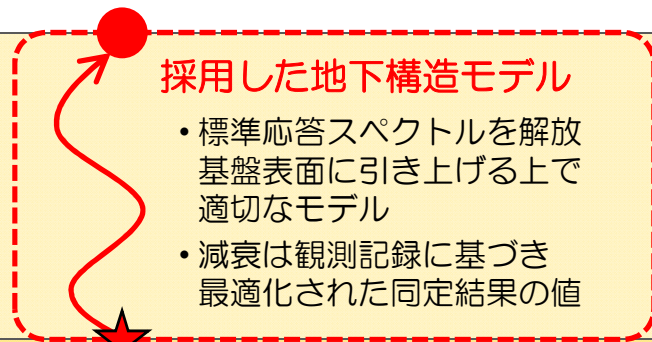 採用した地下構造モデル
•標準応答スペクトルを解放
基盤表面に引き上げる上で
適切なモデル
•減衰は観測記録に基づき
最適化された同定結果の値